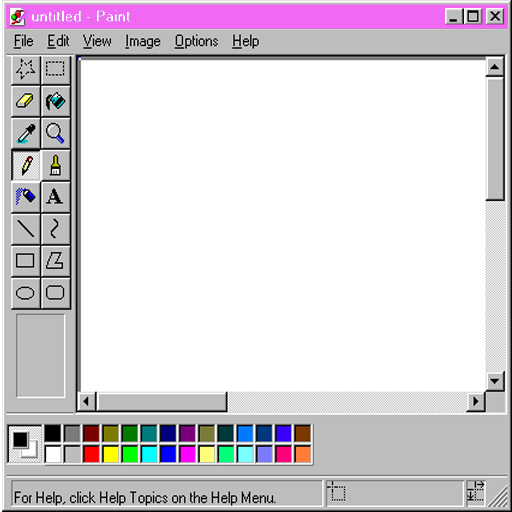 untitled - Paint
File Edit View Image Options Help
A
For Help, click Help Topics on the Help Menu.